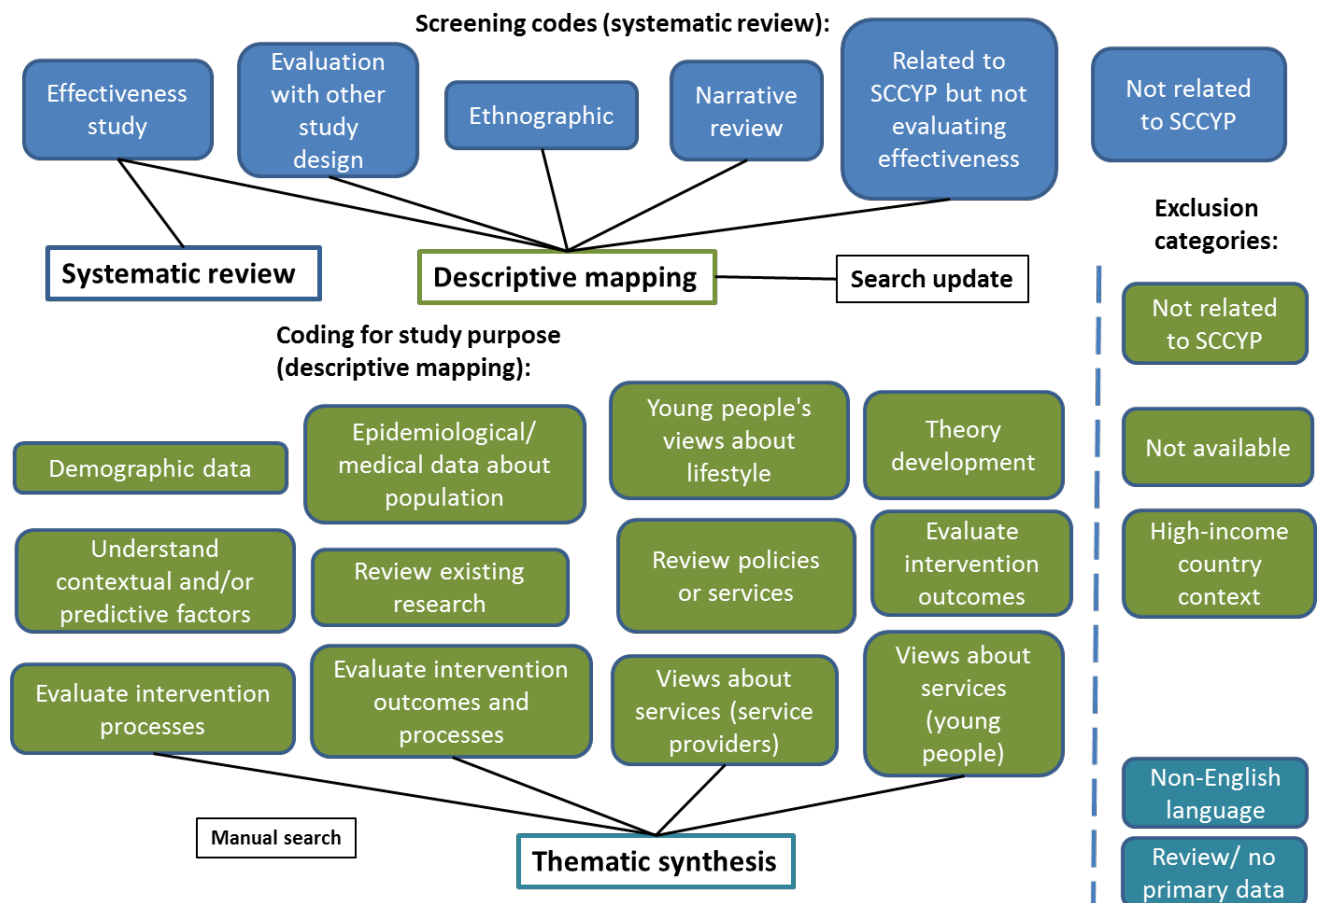 Screening codes (systematic review):
Effectiveness
study
Evaluation
with other
study
design
Ethnographic
Narrative
review
Related to
SCCYP but not
evaluating
effectiveness
Not related
to SCCYP
Systematic review
Descriptive mapping
Search update
Exclusion
categories:
Not related
to SCCYP
Coding for study purpose
(descriptive mapping):
Demographic data
Epidemiological/
medical data about
population
Young people's
views about
lifestyle
Theory
development
Not available
Understand
contextual and/or
predictive factors
Review existing
research
Review policies
or services
Evaluate
intervention
outcomes
High-income
country
context
Evaluate intervention
processes
Evaluate intervention
outcomes and
processes
Views about
services (service
providers)
Views about
services
(young
people)
Non-English
language
Manual search
Thematic synthesis
Review/ no
primary data